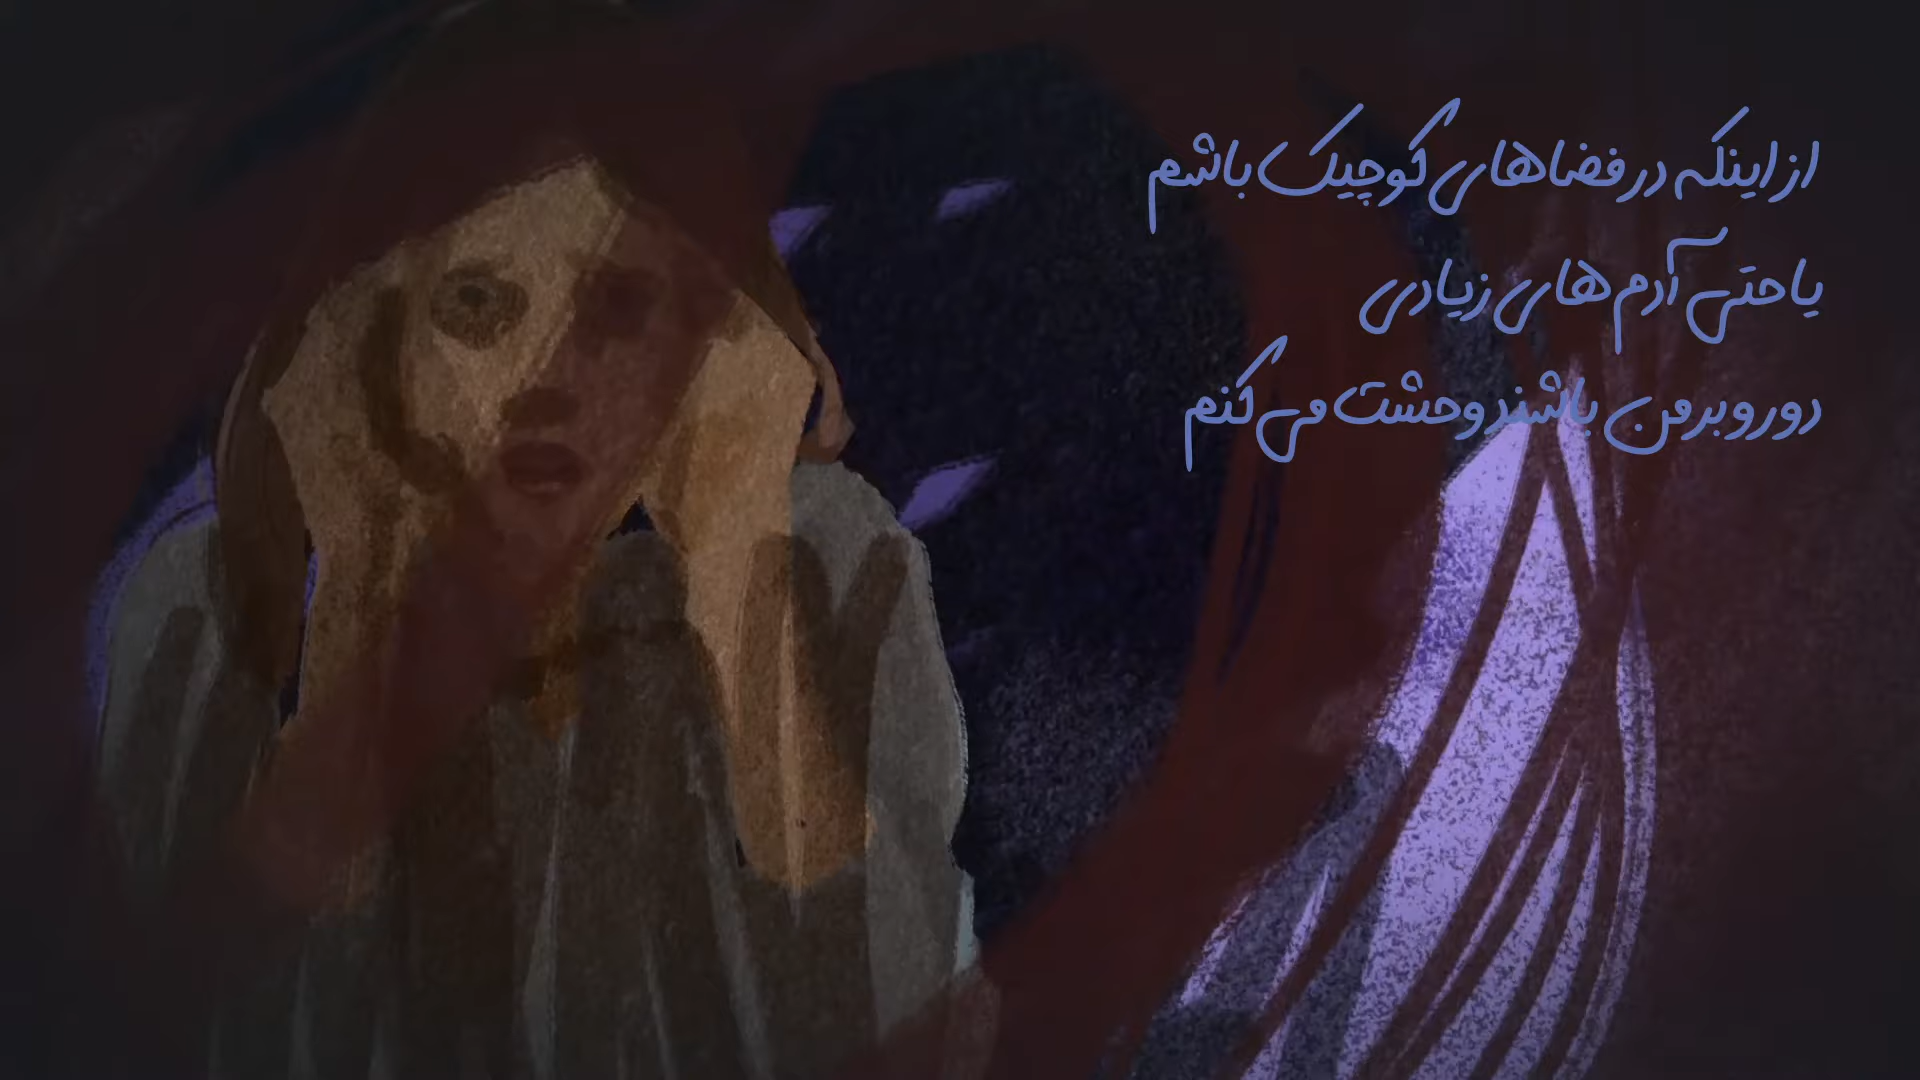 از اینکه در فضاهای کوچیک باشم
یا حتی آدم های زیادی
دور و بر من باشند وحشت می کنم